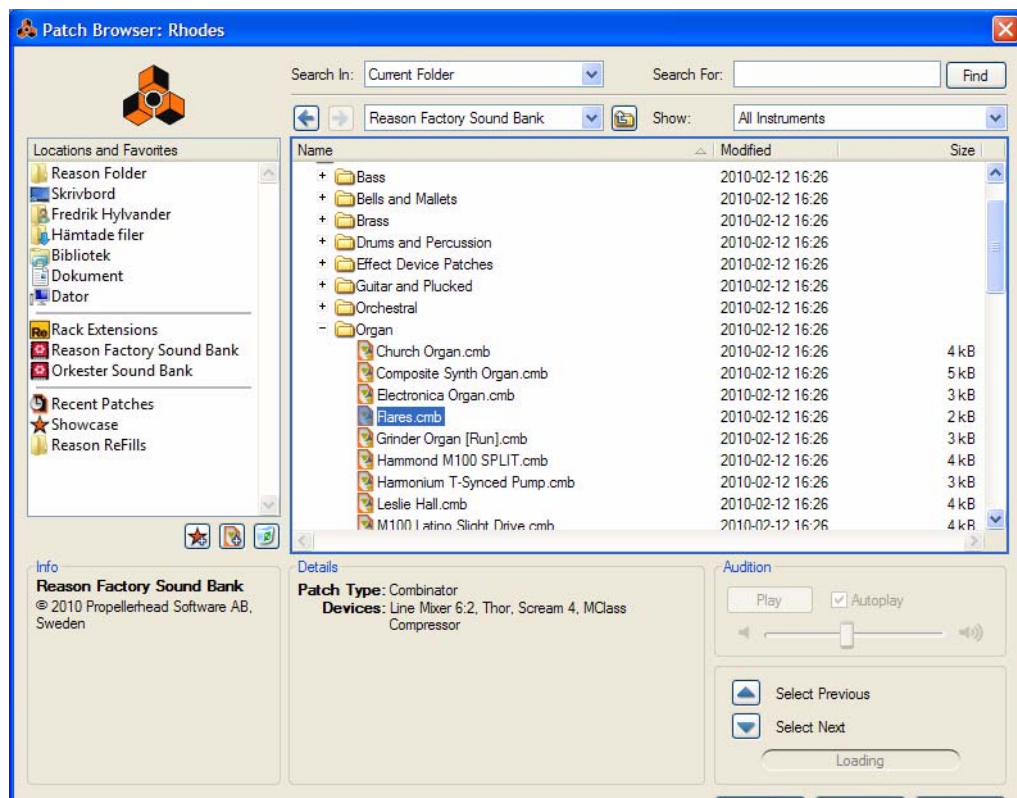 Patch Browser: Rhodes
Search In: Current Folder Search For: Find
Reason Factory Sound Bank Show: All Instruments
Locations and Favorites
Reason Folder
Skrivbord
Fredrik Hylvander
Hämtade filer
Bibliotek
Dokument
Dator
Re Rack Extensions
Reason Factory Sound Bank
Orkester Sound Bank
Recent Patches
Showcase
Reason ReFills
Name Modified Size
+ Bass 2010-02-12 16:26
+ Bells and Mallets 2010-02-12 16:26
+ Brass 2010-02-12 16:26
+ Drums and Percussion 2010-02-12 16:26
+ Effect Device Patches 2010-02-12 16:26
+ Guitar and Plucked 2010-02-12 16:26
+ Orchestral 2010-02-12 16:26
- Organ 2010-02-12 16:26
Church Organ.cmb 2010-02-12 16:26 4 kB
Composite Synth Organ.cmb 2010-02-12 16:26 5 kB
Electronica Organ.cmb 2010-02-12 16:26 3 kB
Flares.cmb 2010-02-12 16:26 2 kB
Grinder Organ [Run].cmb 2010-02-12 16:26 3 kB
Hammond M100 SPLIT.cmb 2010-02-12 16:26 4 kB
Harmonium T-Synced Pump.cmb 2010-02-12 16:26 3 kB
Leslie Hall.cmb 2010-02-12 16:26 4 kB
M100 Latino Slight Drive.cmb 2010-02-12 16:26 4 kB
Info
Reason Factory Sound Bank
© 2010 Propellerhead Software AB,
Sweden
Details
Patch Type: Combinator
Devices: Line Mixer 6:2, Thor, Scream 4, MClass
Compressor
Audition
Play Autoplay
Select Previous
Select Next
Loading